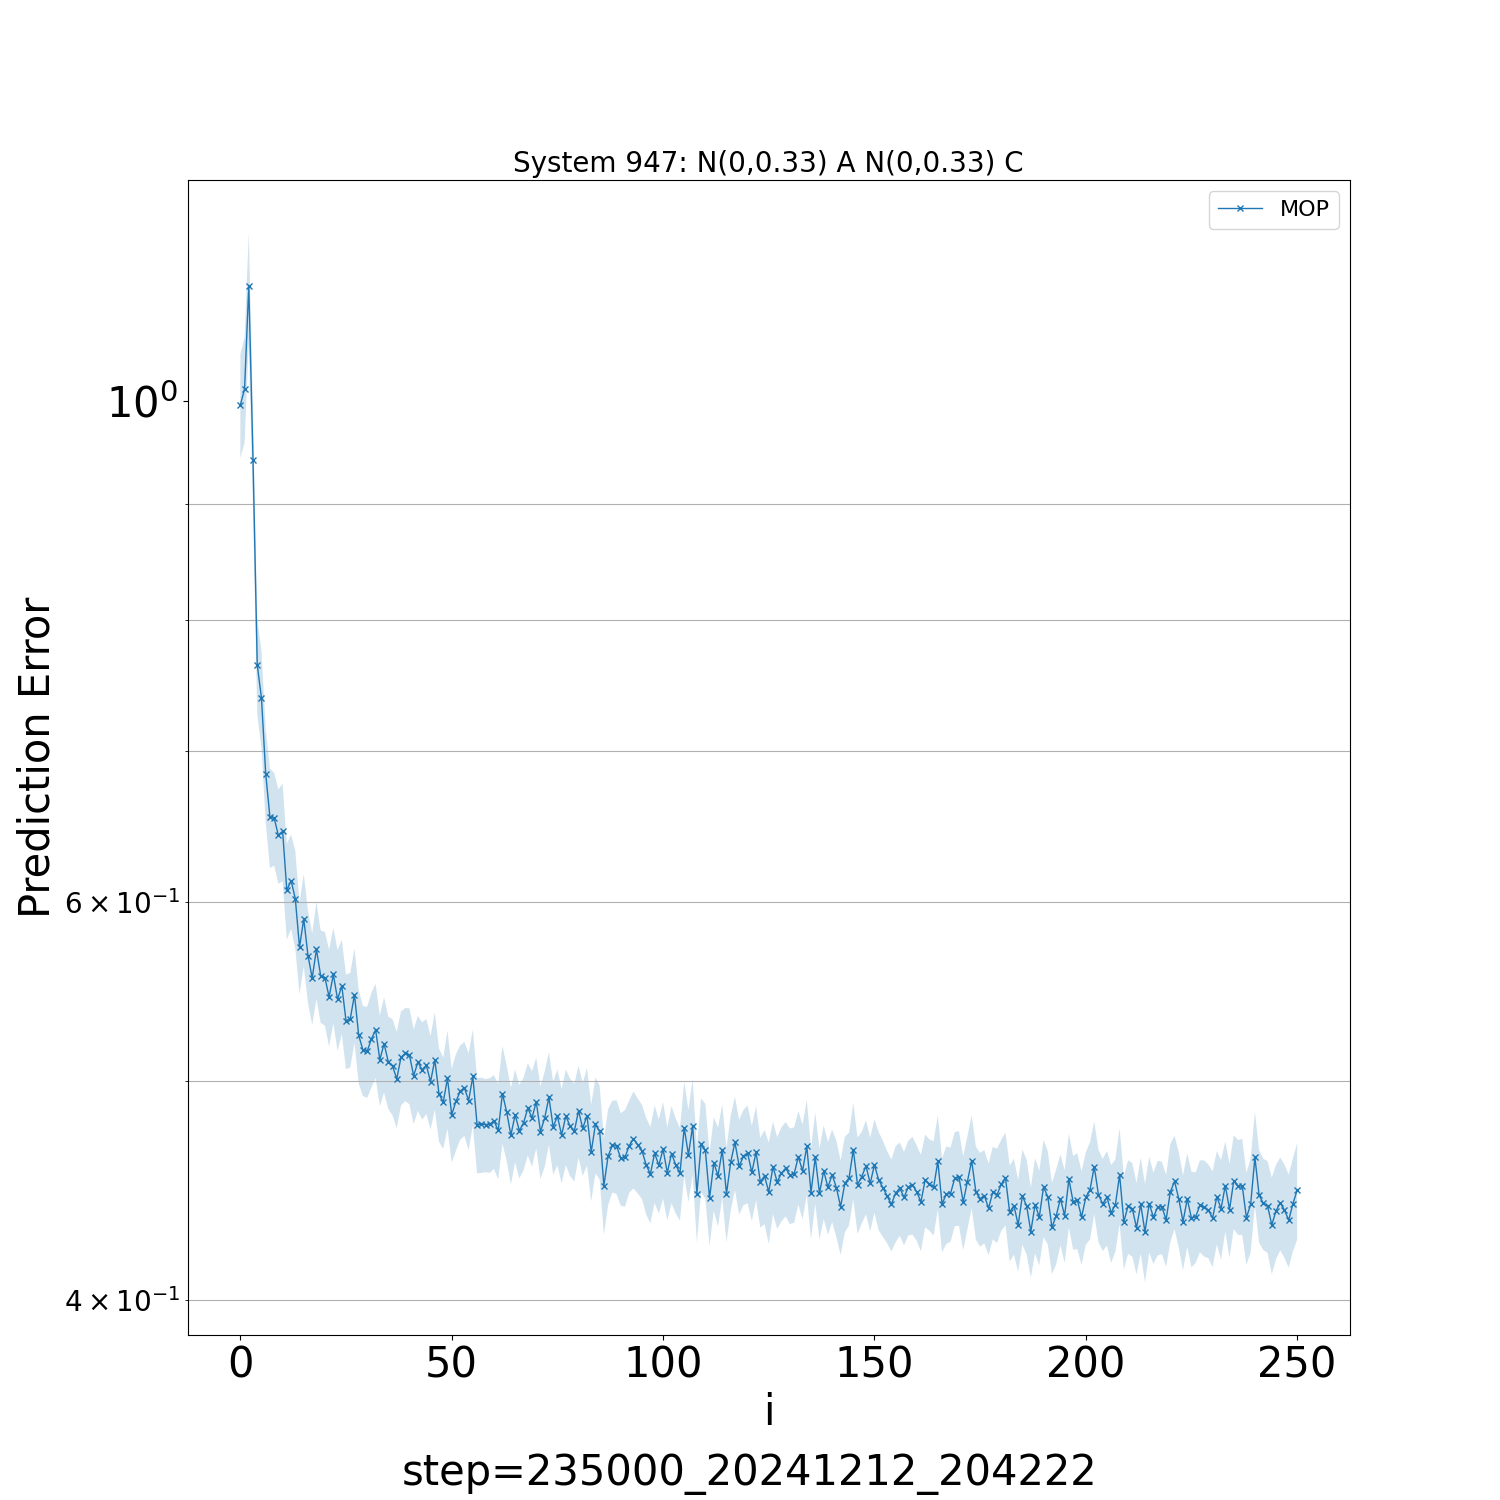 System 947: N(0,0.33) A N(0,0.33) C
MOP
10⁰
6 × 10⁻¹
4 × 10⁻¹
Prediction Error
0 50 100 150 200 250
i
step=235000_20241212_204222